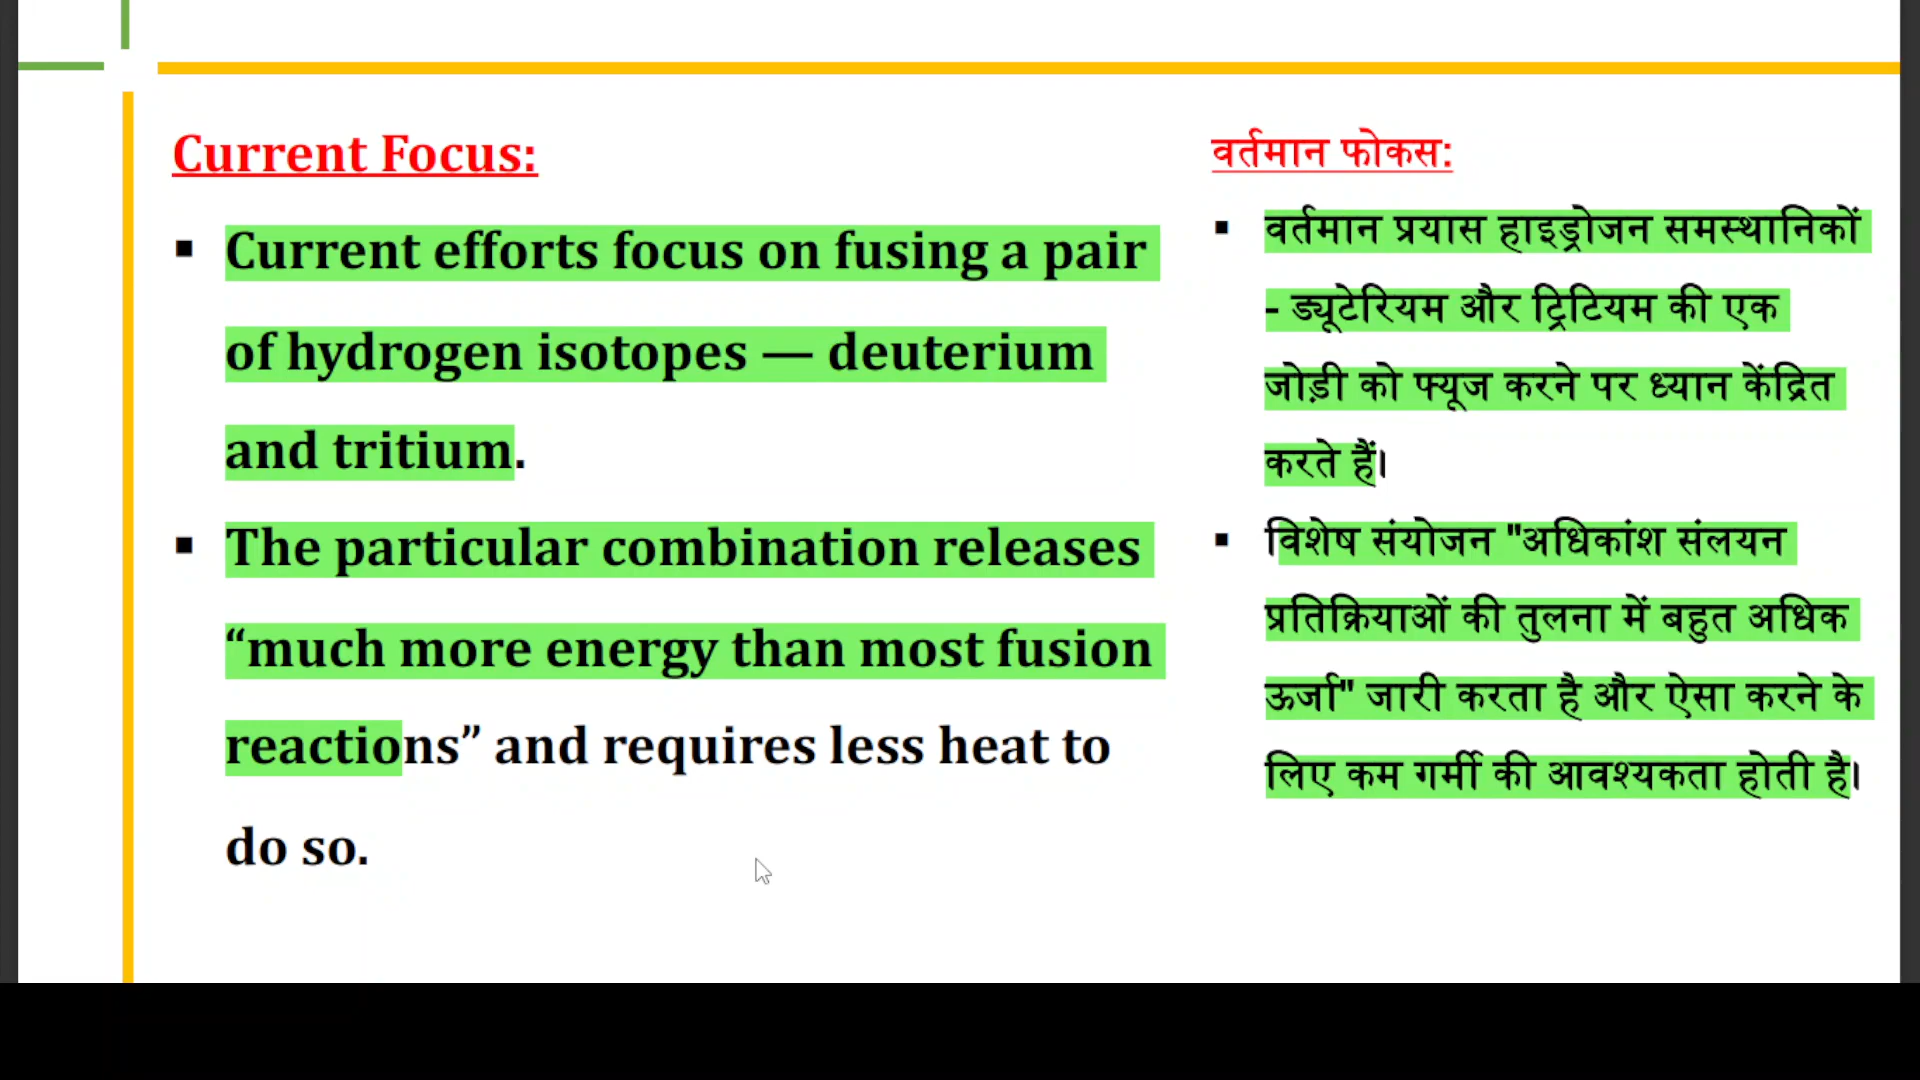 Current Focus:
▪ Current efforts focus on fusing a pair
of hydrogen isotopes — deuterium
and tritium.
▪ The particular combination releases
“much more energy than most fusion
reactions” and requires less heat to
do so.
वर्तमान फोकस:
▪ वर्तमान प्रयास हाइड्रोजन समस्थानिकों
- ड्यूटेरियम और ट्रिटियम की एक
जोड़ी को फ्यूज करने पर ध्यान केंद्रित
करते हैं।
▪ विशेष संयोजन "अधिकांश संलयन
प्रतिक्रियाओं की तुलना में बहुत अधिक
ऊर्जा" जारी करता है और ऐसा करने के
लिए कम गर्मी की आवश्यकता होती है।